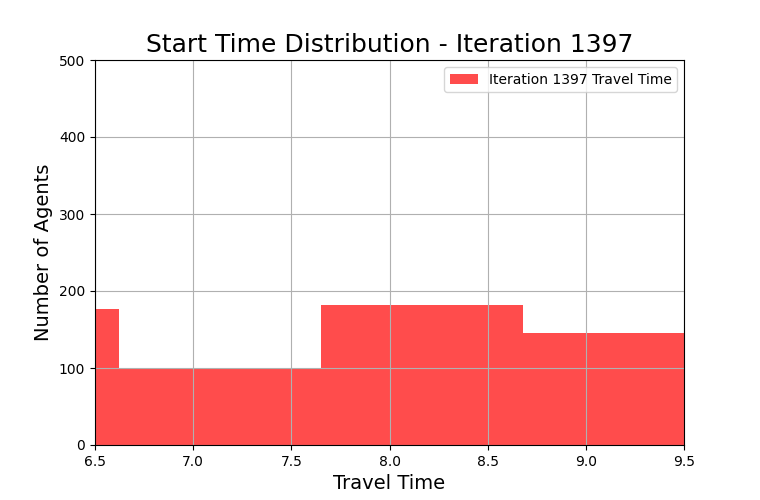 Start Time Distribution - Iteration 1397
Iteration 1397 Travel Time
Number of Agents
500
400
300
200
100
0
6.5 7.0 7.5 8.0 8.5 9.0 9.5
Travel Time